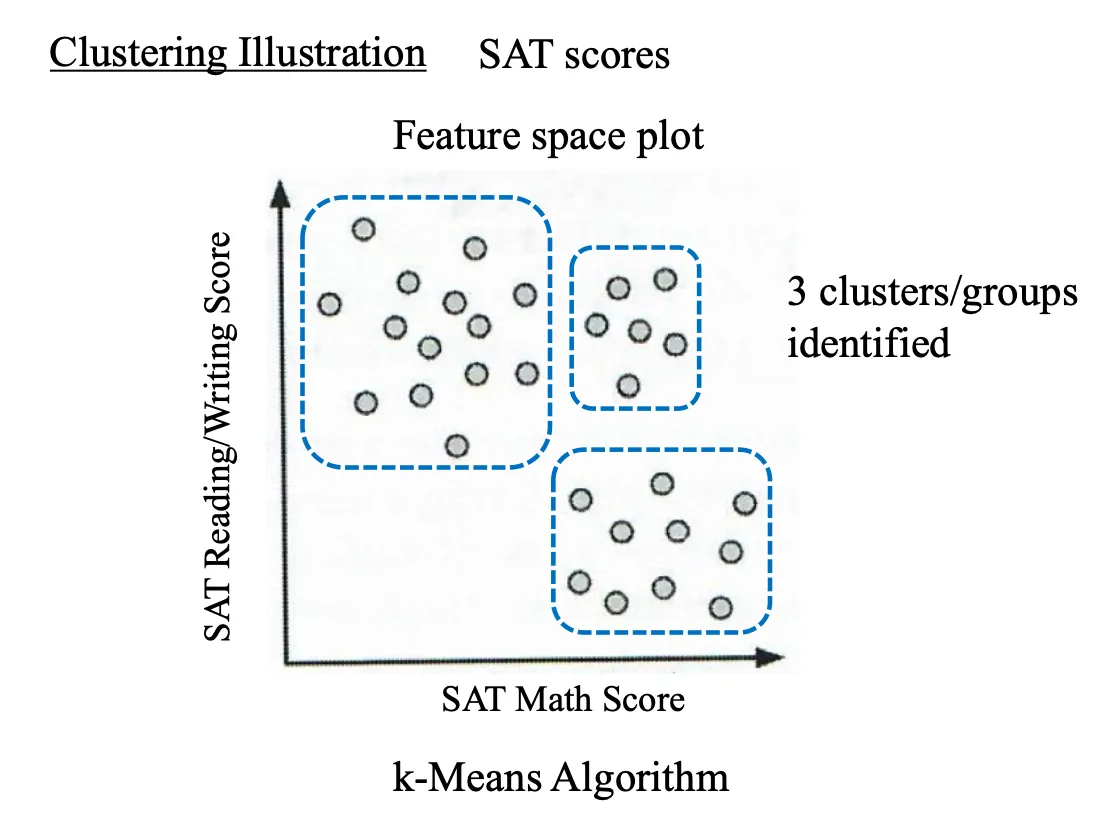 Clustering Illustration SAT scores
Feature space plot
SAT Reading/Writing Score
3 clusters/groups
identified
SAT Math Score
k-Means Algorithm